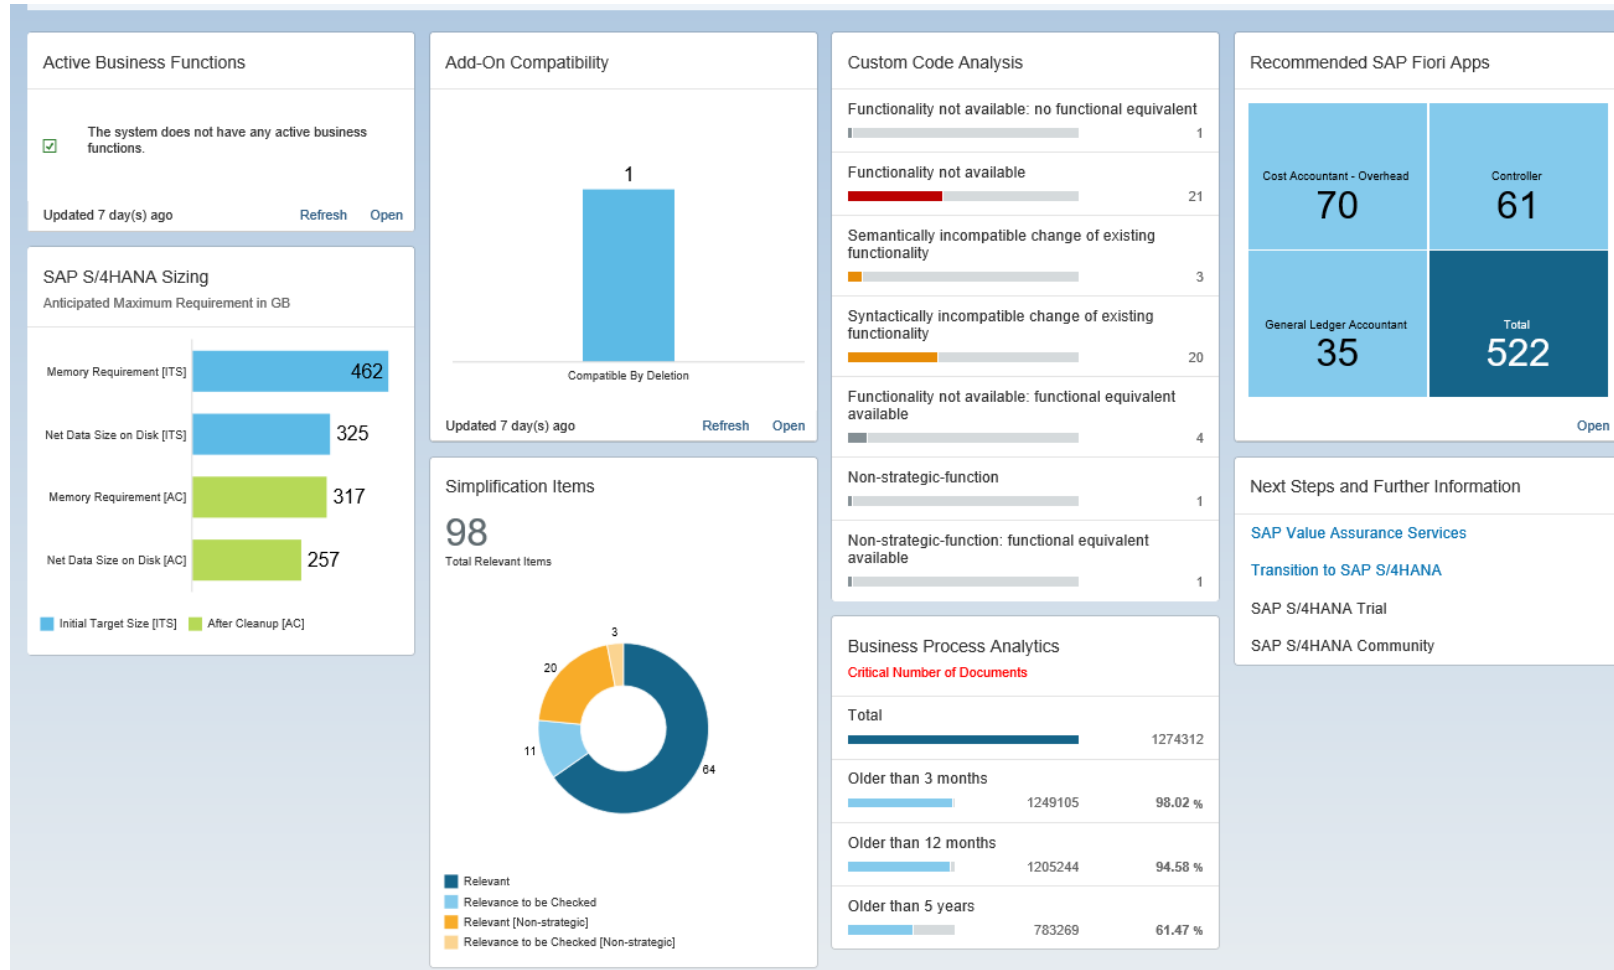 Active Business Functions
The system does not have any active business
functions.
Updated 7 day(s) ago
Refresh
Open
SAP S/4HANA Sizing
Anticipated Maximum Requirement in GB
Memory Requirement [ITS]
462
Net Data Size on Disk [ITS]
325
Memory Requirement [AC]
317
Net Data Size on Disk [AC]
257
Initial Target Size [ITS]
After Cleanup [AC]
Add-On Compatibility
1
Compatible By Deletion
Updated 7 day(s) ago
Refresh
Open
Simplification Items
98
Total Relevant Items
3
20
11
64
Relevant
Relevance to be Checked
Relevant [Non-strategic]
Relevance to be Checked [Non-strategic]
Custom Code Analysis
Functionality not available: no functional equivalent
1
Functionality not available
21
Semantically incompatible change of existing
functionality
3
Syntactically incompatible change of existing
functionality
20
Functionality not available: functional equivalent
available
4
Non-strategic-function
1
Non-strategic-function: functional equivalent
available
1
Business Process Analytics
Critical Number of Documents
Total
1274312
Older than 3 months
1249105 98.02 %
Older than 12 months
1205244 94.58 %
Older than 5 years
783269 61.47 %
Recommended SAP Fiori Apps
Cost Accountant - Overhead
70
Controller
61
General Ledger Accountant
35
Total
522
Open
Next Steps and Further Information
SAP Value Assurance Services
Transition to SAP S/4HANA
SAP S/4HANA Trial
SAP S/4HANA Community